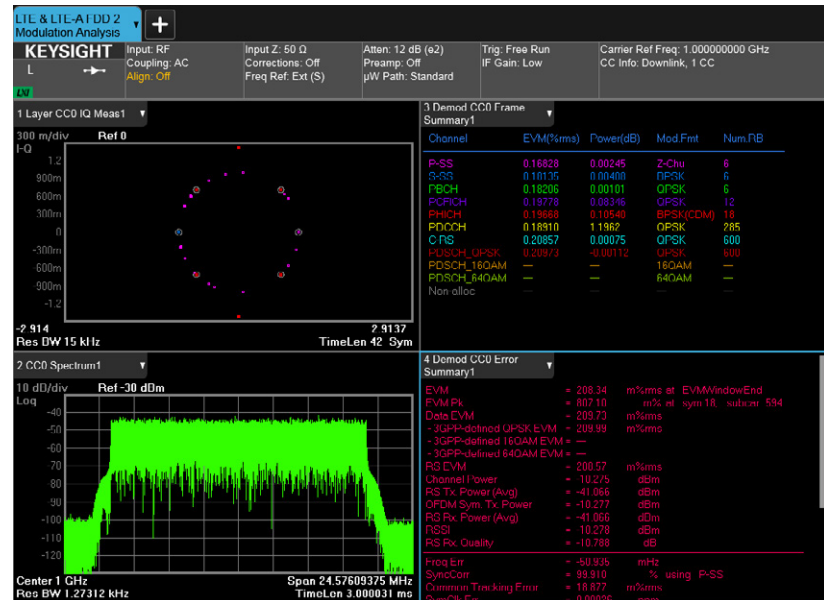 LTE & LTE-A FDD 2
Modulation Analysis
KEYSIGHT
L
LXI
Input: RF
Coupling: AC
Align: Off
Input Z: 50 Ω
Corrections: Off
Freq Ref: Ext (S)
Atten: 12 dB (e2)
Preamp: Off
µW Path: Standard
Trig: Free Run
IF Gain: Low
Carrier Ref Freq: 1.000000000 GHz
CC Info: Downlink, 1 CC
1 Layer CC0 IQ Meas1
300 m/div Ref 0
I-Q
1.2
900m
600m
300m
0
-300m
-600m
-900m
-1.2
-2.914 2.9137
Res BW 15 kHz TimeLen 42 Sym
3 Demod CC0 Frame
Summary1
Channel EVM(%rms) Power(dB) Mod.Fmt Num.RB
P-SS 0.16828 0.00245 Z-Chu 6
S-SS 0.18135 BPSK 6
PBCH 0.18206 0.00101 QPSK 6
PCFICH 0.19778 0.08346 QPSK 12
PHICH 0.19668 0.10540 BPSK(CDM) 18
PDCCH 0.18910 1.1962 QPSK 285
C-RS 0.20857 0.00075 QPSK 600
PDSCH_QPSK 0.20973 -0.00112 QPSK 600
PDSCH_16QAM — — 16QAM —
PDSCH_64QAM — — 64QAM —
Non-alloc — — —
2 CC0 Spectrum1
10 dB/div Ref -30 dBm
Log
-40
-50
-60
-70
-80
-90
-100
-110
-120
Center 1 GHz Span 24.57609375 MHz
Res BW 1.27312 kHz TimeLen 3.000031 ms
4 Demod CC0 Error
Summary1
EVM = 208.34 m%rms at EVMWindowEnd
EVM Pk = 807.10 m% at sym 18, subcar 594
Data EVM = 209.73 m%rms
- 3GPP-defined QPSK EVM = 209.99 m%rms
- 3GPP-defined 16QAM EVM = —
- 3GPP-defined 64QAM EVM = —
RS EVM = 200.57 m%rms
Channel Power = -10.275 dBm
RS Tx. Power (Avg) = -41.066 dBm
OFDM Sym. Tx. Power = -10.277 dBm
RS Rx. Power (Avg) = -41.066 dBm
RSSI = -10.278 dBm
RS Rx. Quality = -10.788 dB
Freq Err = -50.935 mHz
SyncCorr = 99.910 % using P-SS
Common Tracking Error = 18.877 m%rms